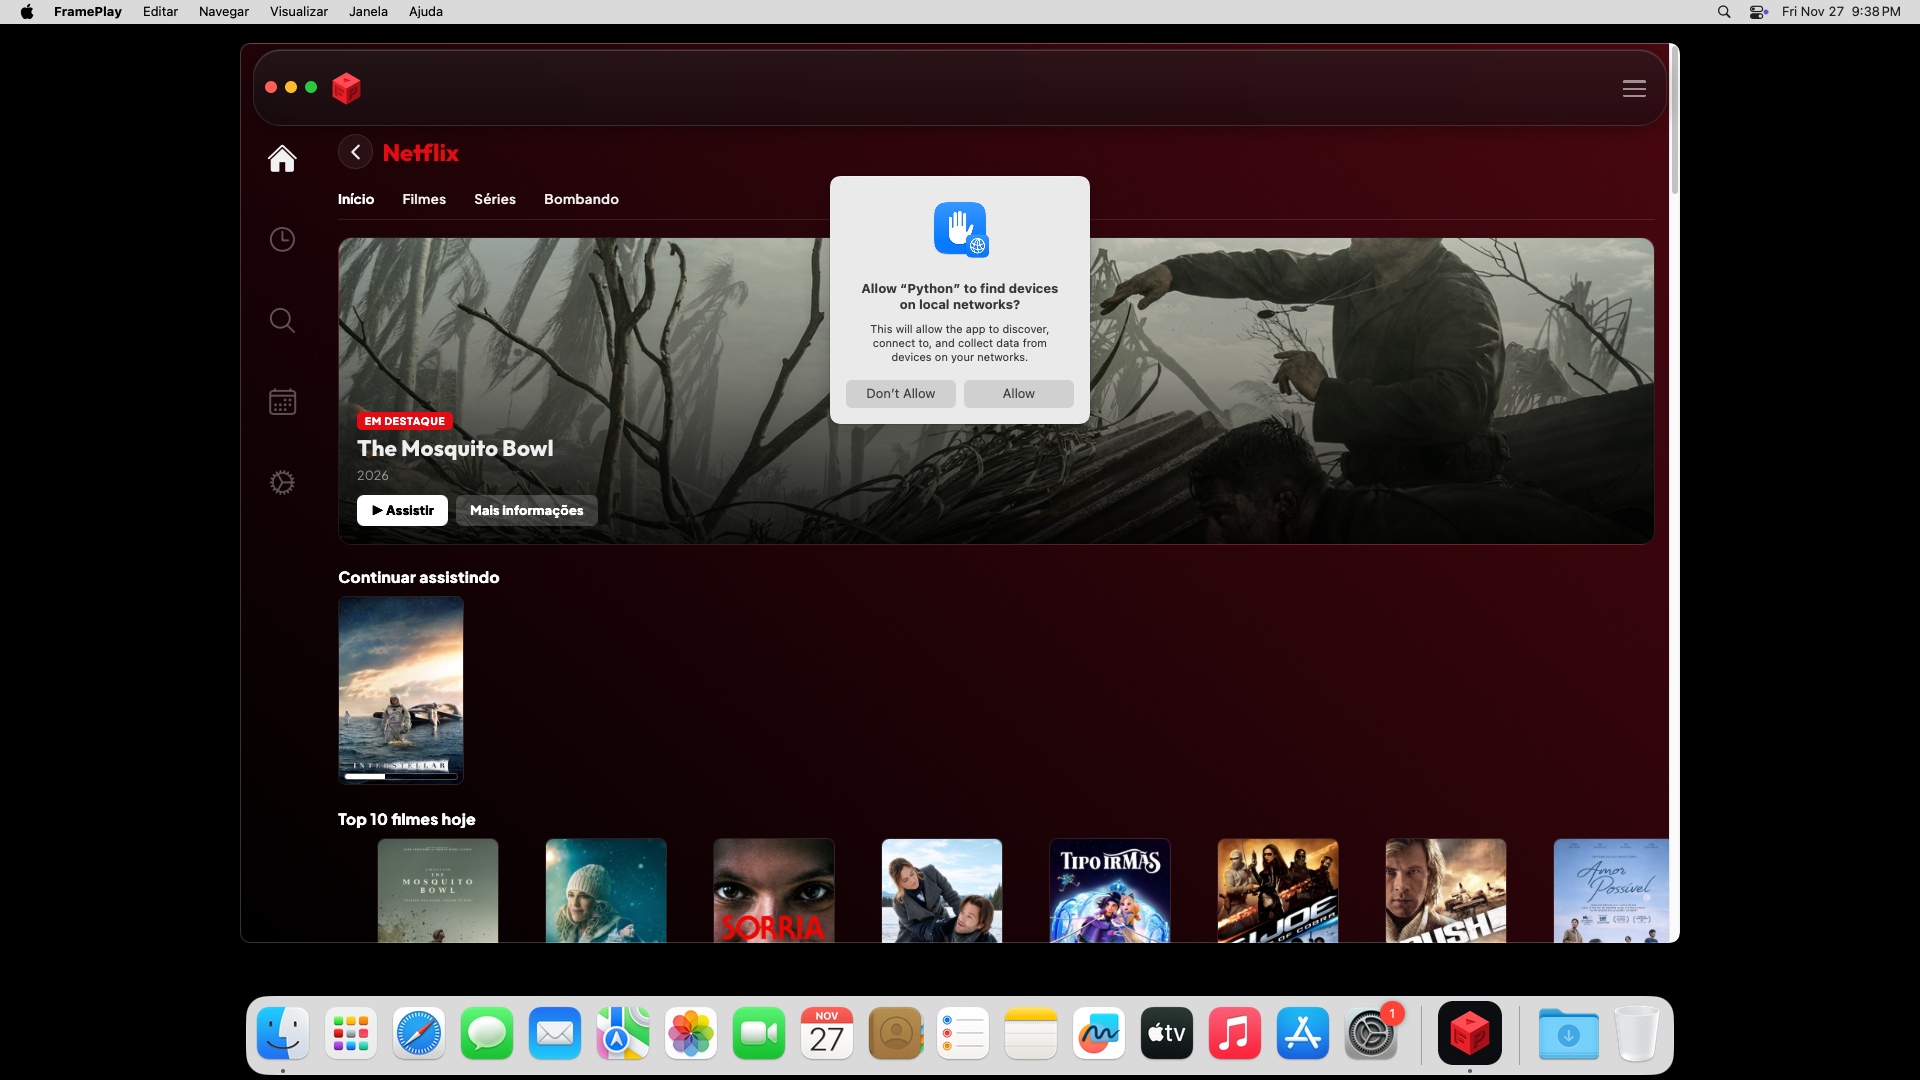 FramePlay Editar Navegar Visualizar Janela Ajuda Fri Nov 27 9:38 PM
Netflix
Início Filmes Séries Bombando
Allow “Python” to find devices
on local networks?
This will allow the app to discover,
connect to, and collect data from
devices on your networks.
Don’t Allow Allow
EM DESTAQUE
The Mosquito Bowl
2026
Assistir Mais informações
Continuar assistindo
INTERSTELLAR
Top 10 filmes hoje
THE
MOSQUITO
BOWL
SORRIA
TIPO IRMÃS
G.I. JOE
RUSH
Amor
Possível
NOV
27
tv
1